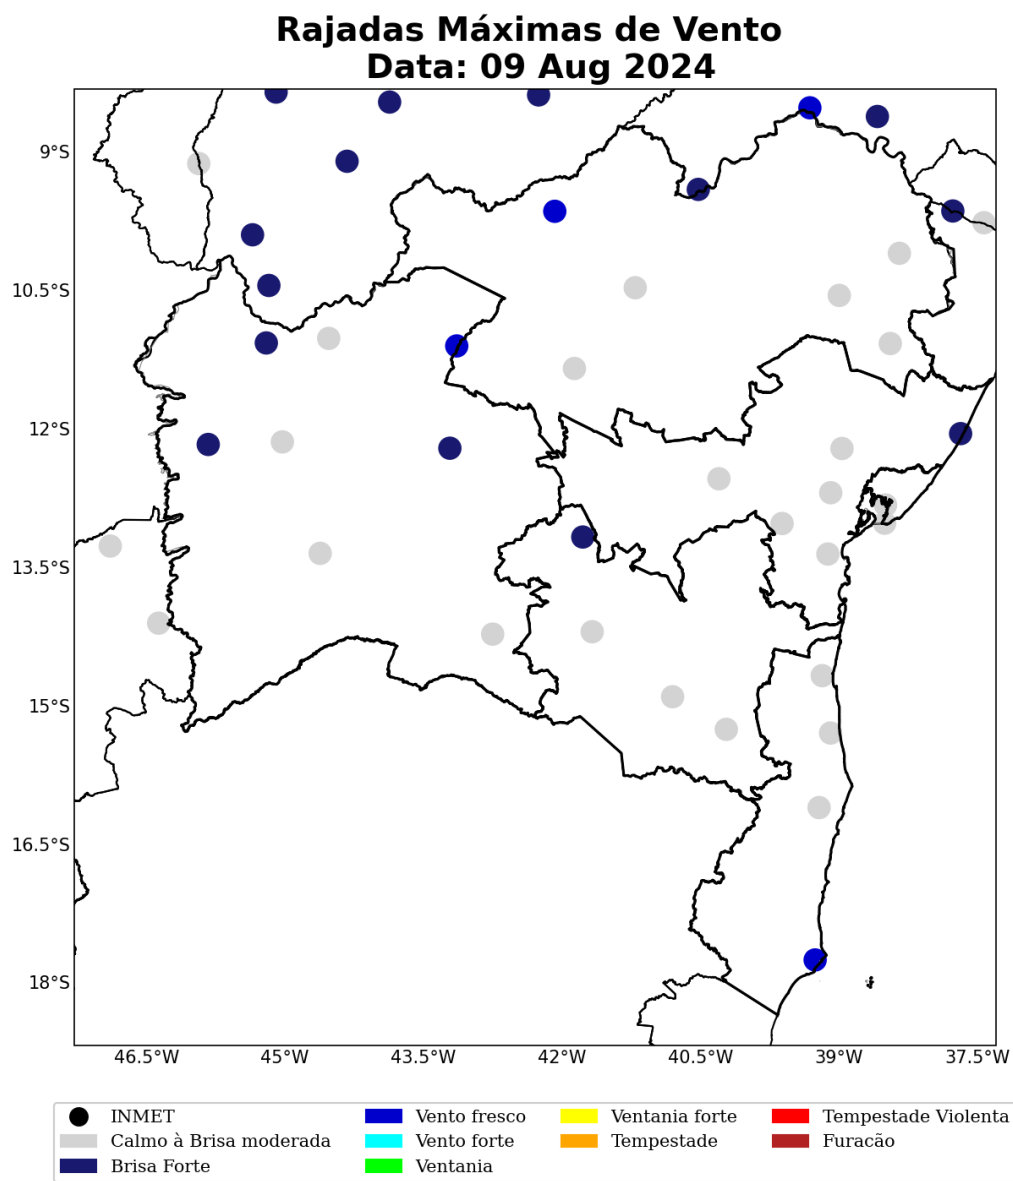 Rajadas Máximas de Vento
Data: 09 Aug 2024
9°S
10.5°S
12°S
13.5°S
15°S
16.5°S
18°S
46.5°W 45°W 43.5°W 42°W 40.5°W 39°W 37.5°W
INMET
Calmo à Brisa moderada
Brisa Forte
Vento fresco
Vento forte
Ventania
Ventania forte
Tempestade
Tempestade Violenta
Furacão